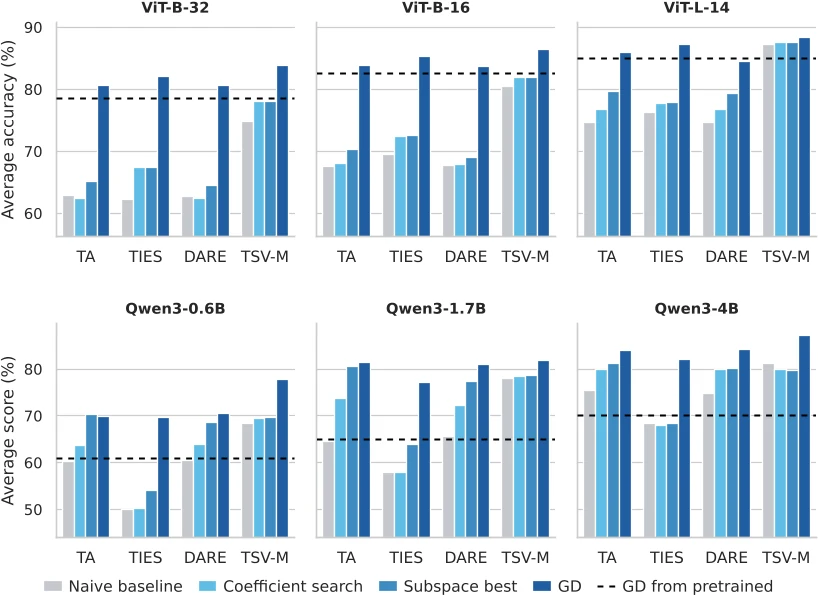 ViT-B-32 ViT-B-16 ViT-L-14
Average accuracy (%)
90
80
70
60
TA TIES DARE TSV-M TA TIES DARE TSV-M TA TIES DARE TSV-M
Qwen3-0.6B Qwen3-1.7B Qwen3-4B
Average score (%)
80
70
60
50
TA TIES DARE TSV-M TA TIES DARE TSV-M TA TIES DARE TSV-M
Naive baseline Coefficient search Subspace best GD GD from pretrained